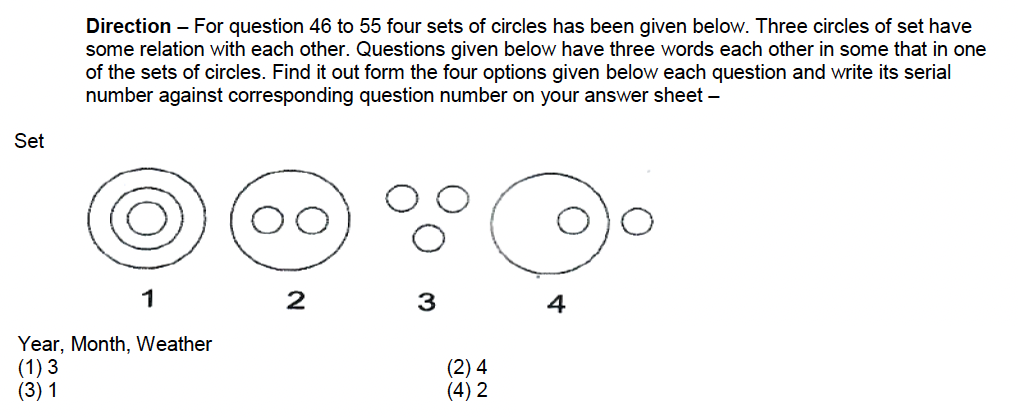 Direction – For question 46 to 55 four sets of circles has been given below. Three circles of set have
some relation with each other. Questions given below have three words each other in some that in one
of the sets of circles. Find it out form the four options given below each question and write its serial
number against corresponding question number on your answer sheet –
Set
1 2 3 4
Year, Month, Weather
(1) 3 (2) 4
(3) 1 (4) 2